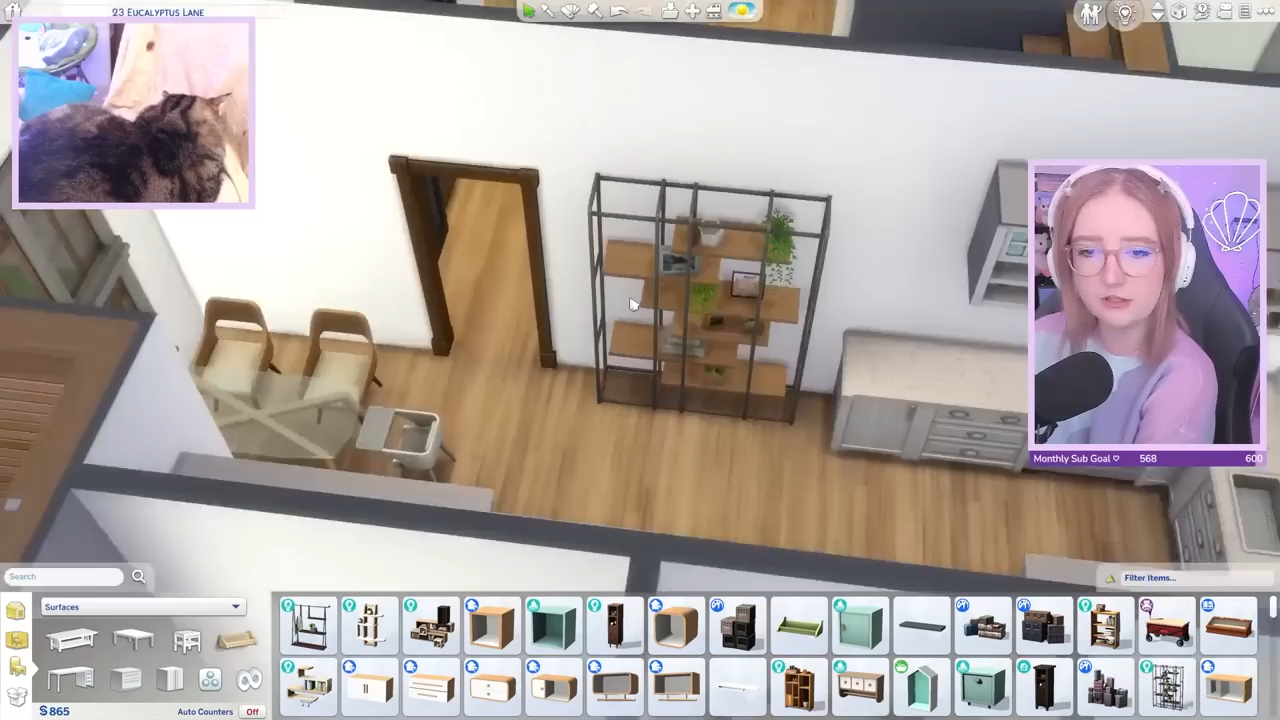 23 Eucalyptus Lane
Monthly Sub Goal ♡ 568 600
Search
Filter Items...
Surfaces
§865
Auto Counters Off